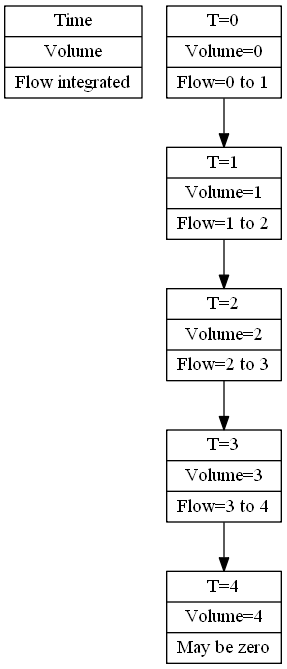 Time
Volume
Flow integrated
T=0
Volume=0
Flow=0 to 1
T=1
Volume=1
Flow=1 to 2
T=2
Volume=2
Flow=2 to 3
T=3
Volume=3
Flow=3 to 4
T=4
Volume=4
May be zero